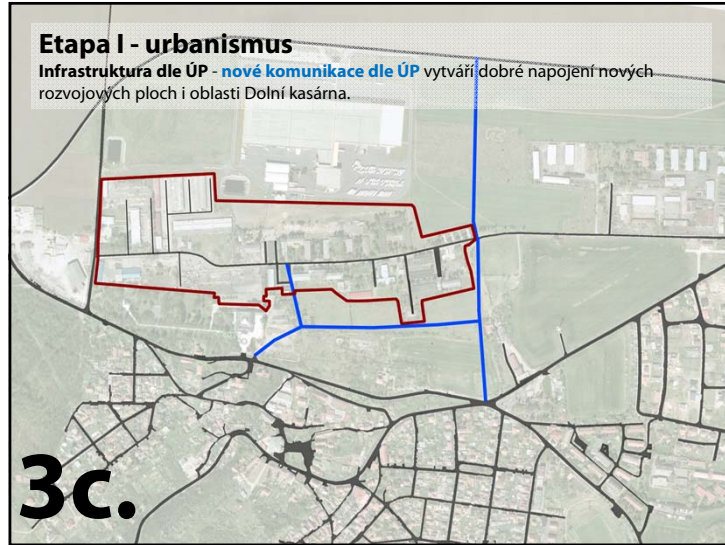 Etapa I - urbanismus
Infrastruktura dle ÚP - nové komunikace dle ÚP vytváří dobré napojení nových
rozvojových ploch i oblasti Dolní kasárna.
3c.